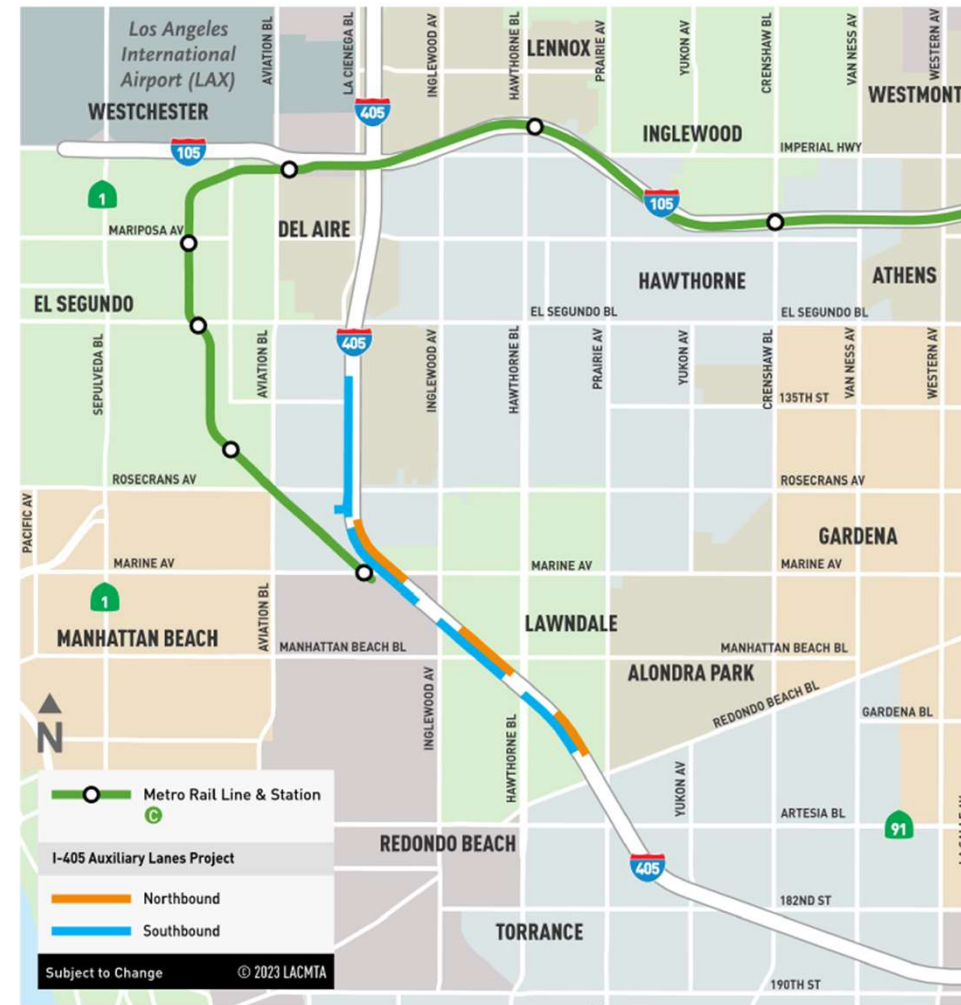 Los Angeles
International
Airport (LAX)
AVIATION BL
LA CIENEGA BL
INGLEWOOD AV
HAWTHORNE BL
LENNOX
PRAIRIE AV
YUKON AV
CRENSHAW BL
VAN NESS AV
WESTERN AV
WESTCHESTER
405
WESTMONT
INGLEWOOD
105
IMPERIAL HWY
1
105
MARIPOSA AV
DEL AIRE
HAWTHORNE
ATHENS
EL SEGUNDO
EL SEGUNDO BL
EL SEGUNDO BL
405
SEPULVEDA BL
AVIATION BL
INGLEWOOD AV
HAWTHORNE BL
PRAIRIE AV
YUKON AV
CRENSHAW BL
VAN NESS AV
WESTERN AV
135TH ST
ROSECRANS AV
ROSECRANS AV
PACIFIC AV
GARDENA
MARINE AV
MARINE AV
MARINE AV
1
MANHATTAN BEACH
AVIATION BL
MANHATTAN BEACH BL
LAWNDALE
MANHATTAN BEACH BL
ALONDRA PARK
REDONDO BEACH BL
GARDENA BL
N
INGLEWOOD AV
HAWTHORNE BL
YUKON AV
ARTESIA BL
91
REDONDO BEACH
405
182ND ST
TORRANCE
190TH ST
Metro Rail Line & Station
C
I-405 Auxiliary Lanes Project
Northbound
Southbound
Subject to Change
© 2023 LACMTA